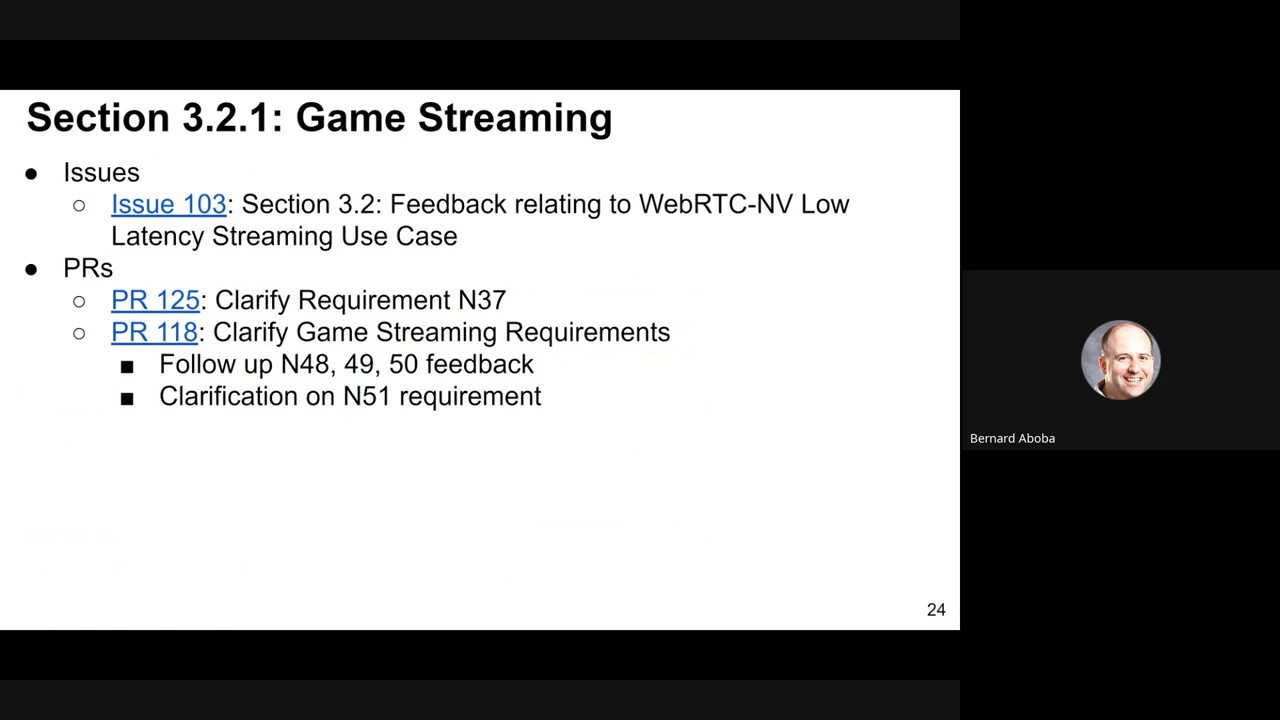 Section 3.2.1: Game Streaming
● Issues
○ Issue 103: Section 3.2: Feedback relating to WebRTC-NV Low
Latency Streaming Use Case
● PRs
○ PR 125: Clarify Requirement N37
○ PR 118: Clarify Game Streaming Requirements
■ Follow up N48, 49, 50 feedback
■ Clarification on N51 requirement
24
Bernard Aboba